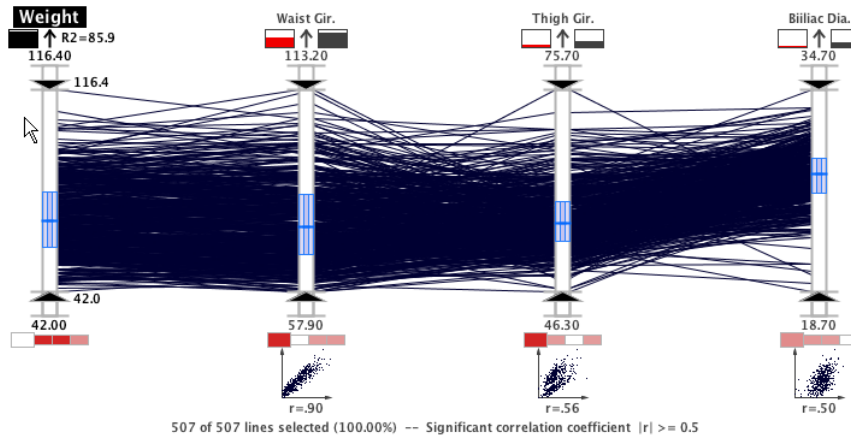 Weight
R2=85.9
116.40
116.4
42.0
42.00
Waist Gir.
113.20
57.90
r=.90
Thigh Gir.
75.70
46.30
r=.56
Biiliac Dia.
34.70
18.70
r=.50
507 of 507 lines selected (100.00%) -- Significant correlation coefficient |r| >= 0.5